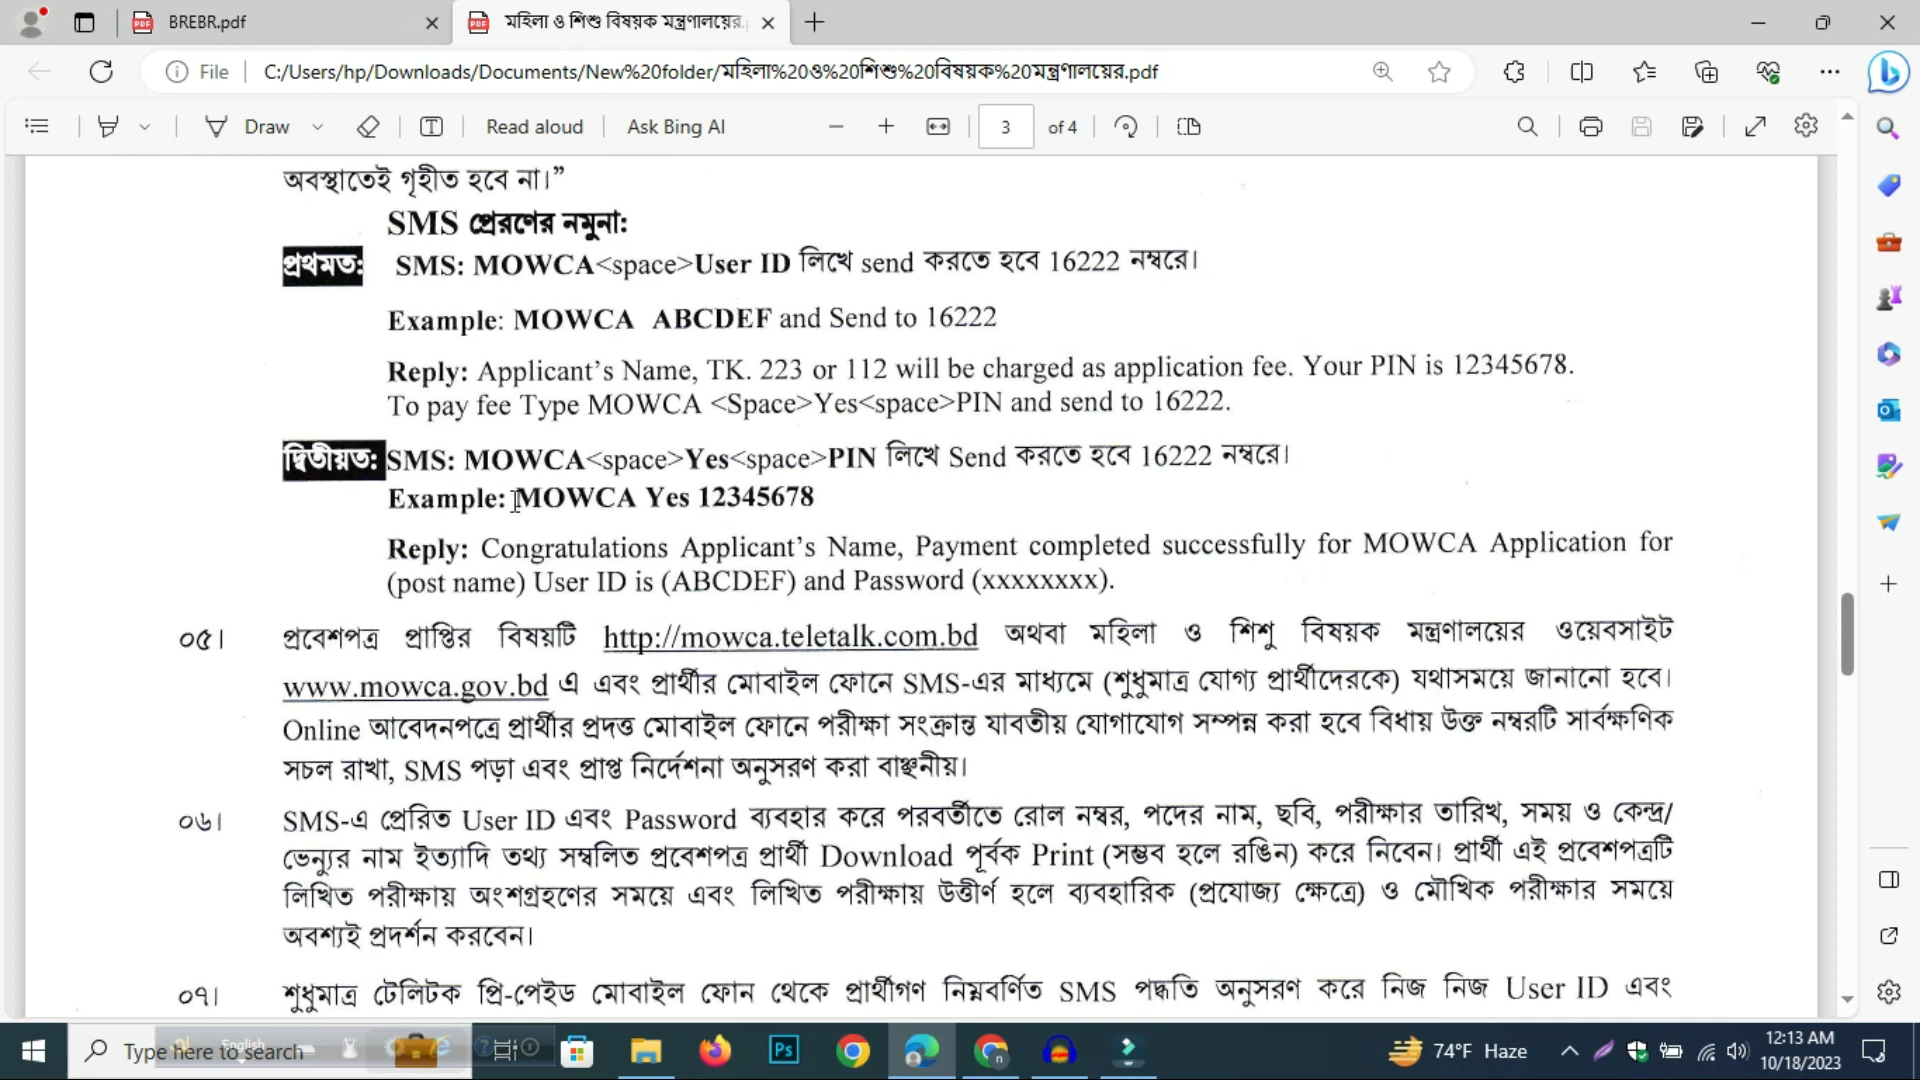 BREBR.pdf
মহিলা ও শিশু বিষয়ক মন্ত্রণালয়ের.
File
C:/Users/hp/Downloads/Documents/New%20folder/মহিলা%20ও%20শিশু%20বিষয়ক%20মন্ত্রণালয়ের.pdf
Draw
Read aloud
Ask Bing AI
3
of 4
অবস্থাতেই গৃহীত হবে না।”
SMS প্রেরণের নমুনা:
প্রথমত: SMS: MOWCA<space>User ID লিখে send করতে হবে 16222 নম্বরে।
Example: MOWCA ABCDEF and Send to 16222
Reply: Applicant’s Name, TK. 223 or 112 will be charged as application fee. Your PIN is 12345678.
To pay fee Type MOWCA <Space>Yes<space>PIN and send to 16222.
দ্বিতীয়ত: SMS: MOWCA<space>Yes<space>PIN লিখে Send করতে হবে 16222 নম্বরে।
Example: MOWCA Yes 12345678
Reply: Congratulations Applicant’s Name, Payment completed successfully for MOWCA Application for
(post name) User ID is (ABCDEF) and Password (xxxxxxxx).
০৫। প্রবেশপত্র প্রাপ্তির বিষয়টি http://mowca.teletalk.com.bd অথবা মহিলা ও শিশু বিষয়ক মন্ত্রণালয়ের ওয়েবসাইট
www.mowca.gov.bd এ এবং প্রার্থীর মোবাইল ফোনে SMS-এর মাধ্যমে (শুধুমাত্র যোগ্য প্রার্থীদেরকে) যথাসময়ে জানানো হবে।
Online আবেদনপত্রে প্রার্থীর প্রদত্ত মোবাইল ফোনে পরীক্ষা সংক্রান্ত যাবতীয় যোগাযোগ সম্পন্ন করা হবে বিধায় উক্ত নম্বরটি সার্বক্ষণিক
সচল রাখা, SMS পড়া এবং প্রাপ্ত নির্দেশনা অনুসরণ করা বাঞ্ছনীয়।
০৬। SMS-এ প্রেরিত User ID এবং Password ব্যবহার করে পরবর্তীতে রোল নম্বর, পদের নাম, ছবি, পরীক্ষার তারিখ, সময় ও কেন্দ্র/
ভেন্যুর নাম ইত্যাদি তথ্য সম্বলিত প্রবেশপত্র প্রার্থী Download পূর্বক Print (সম্ভব হলে রঙিন) করে নিবেন। প্রার্থী এই প্রবেশপত্রটি
লিখিত পরীক্ষায় অংশগ্রহণের সময়ে এবং লিখিত পরীক্ষায় উত্তীর্ণ হলে ব্যবহারিক (প্রযোজ্য ক্ষেত্রে) ও মৌখিক পরীক্ষার সময়ে
অবশ্যই প্রদর্শন করবেন।
০৭। শুধুমাত্র টেলিটক প্রি-পেইড মোবাইল ফোন থেকে প্রার্থীগণ নিম্নবর্ণিত SMS পদ্ধতি অনুসরণ করে নিজ নিজ User ID এবং
Type here to search
English
Ps
74°F Haze
12:13 AM
10/18/2023